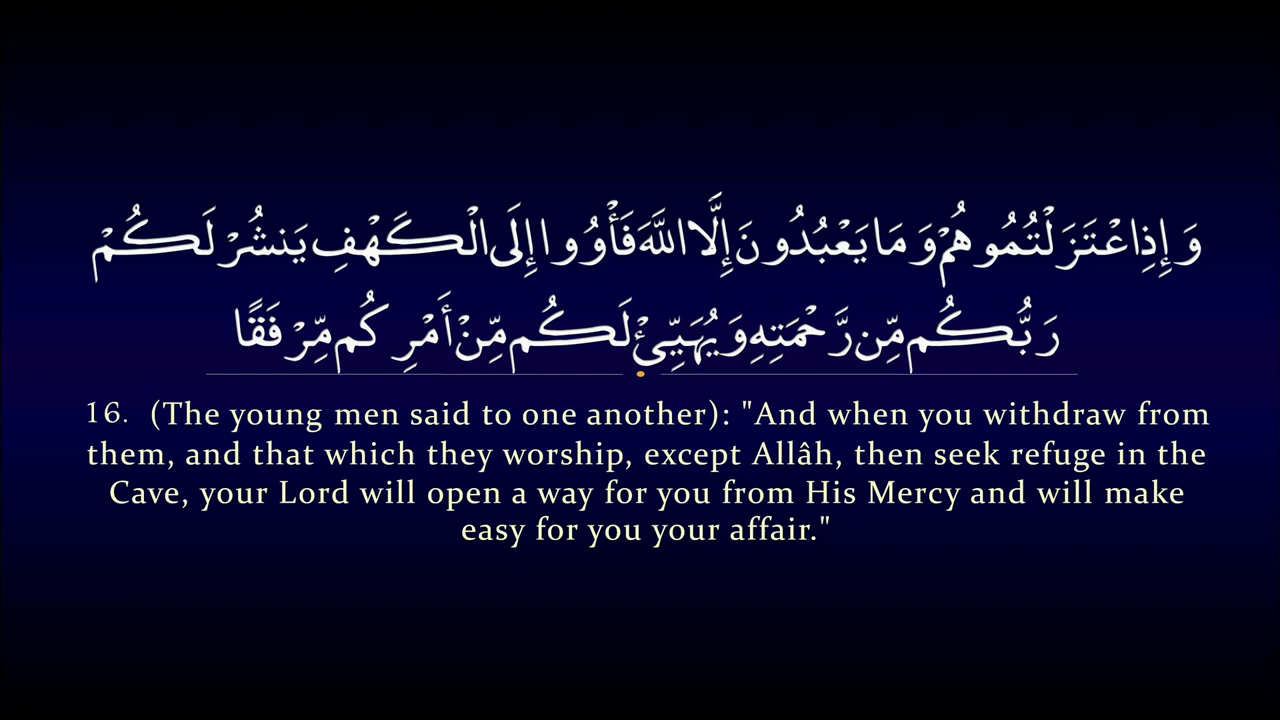 وَإِذِ اعْتَزَلْتُمُوهُمْ وَمَا يَعْبُدُونَ إِلَّا اللَّهَ فَأْوُوا إِلَى الْكَهْفِ يَنشُرْ لَكُمْ
رَبُّكُم مِّن رَّحْمَتِهِ وَيُهَيِّئْ لَكُم مِّنْ أَمْرِكُم مِّرْفَقًا
16. (The young men said to one another): "And when you withdraw from
them, and that which they worship, except Allâh, then seek refuge in the
Cave, your Lord will open a way for you from His Mercy and will make
easy for you your affair."